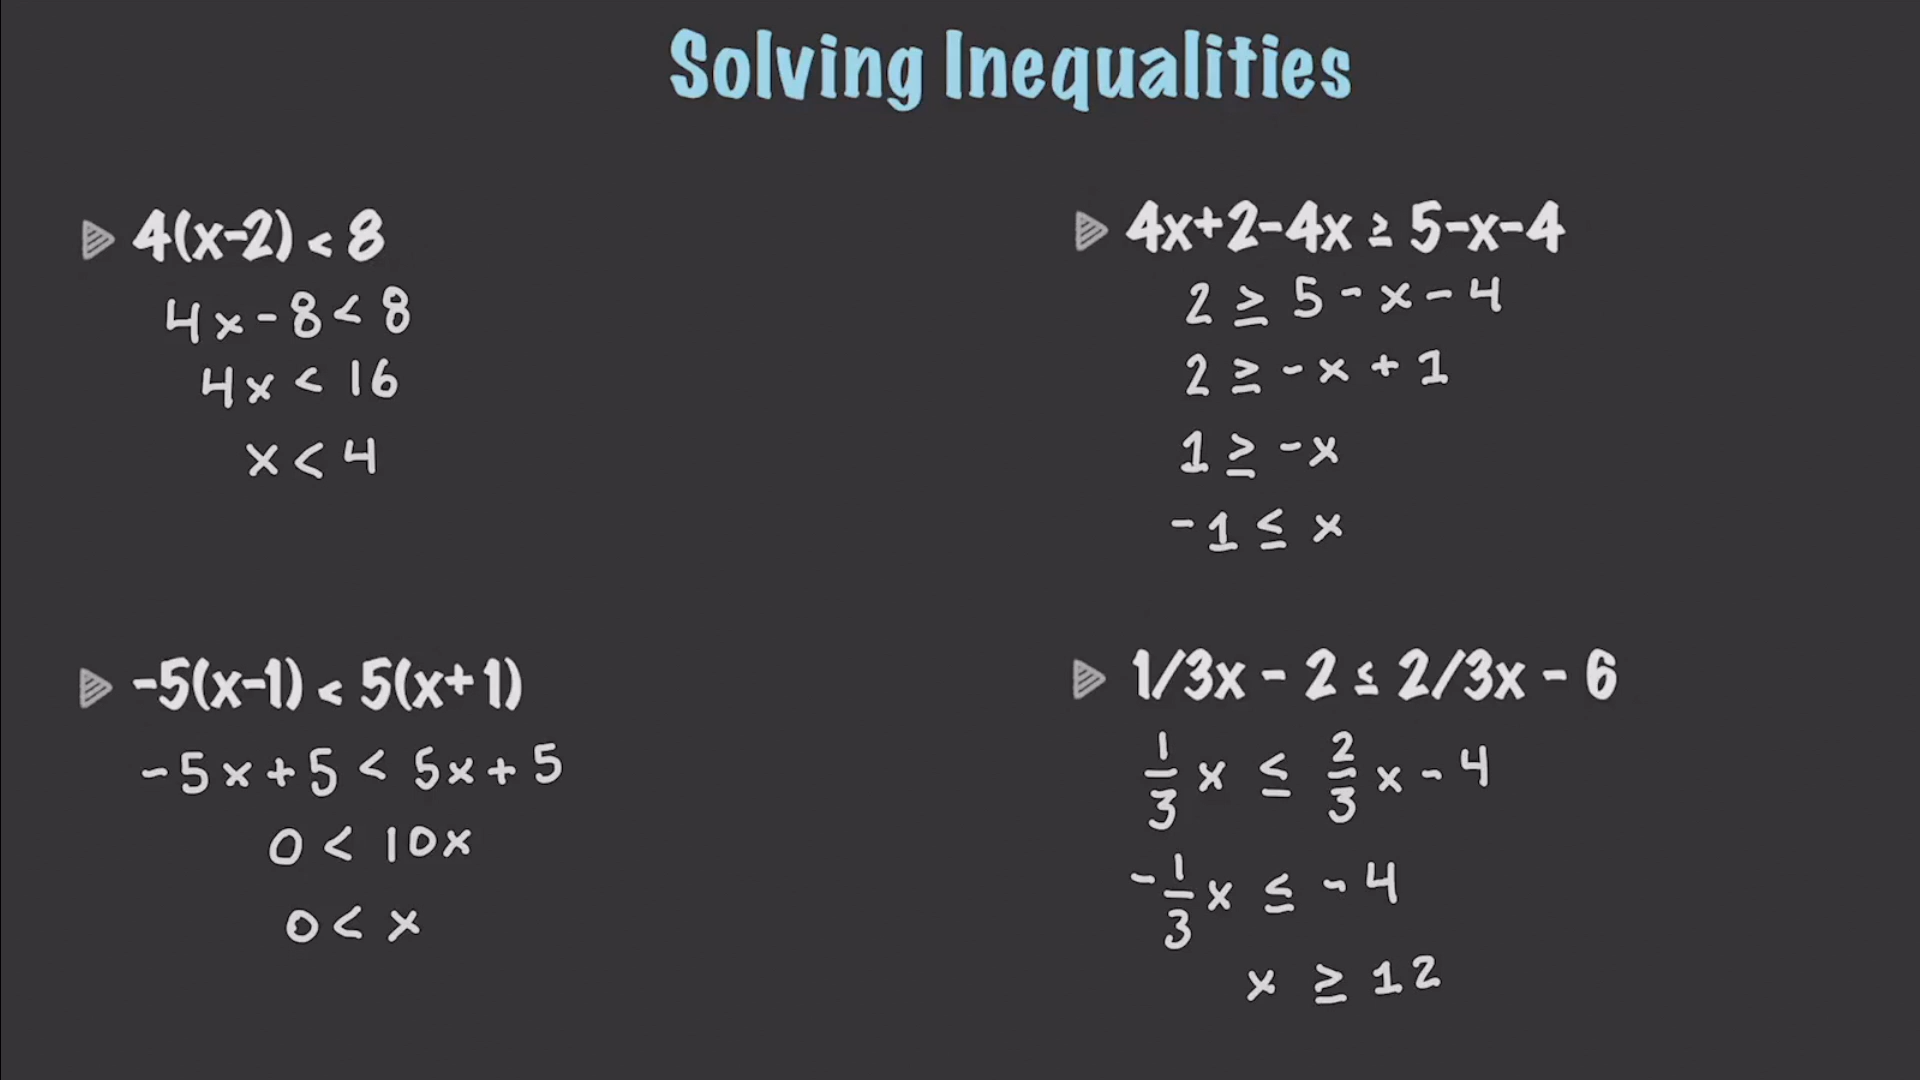 Solving Inequalities
4(x-2) < 8
4x - 8 < 8
4x < 16
x < 4
4x+2-4x ≥ 5-x-4
2 ≥ 5 - x - 4
2 ≥ - x + 1
1 ≥ -x
-1 ≤ x
-5(x-1) < 5(x+1)
-5x + 5 < 5x + 5
0 < 10x
0 < x
1/3x - 2 ≤ 2/3x - 6
1/3 x ≤ 2/3 x - 4
-1/3 x ≤ -4
x ≥ 12